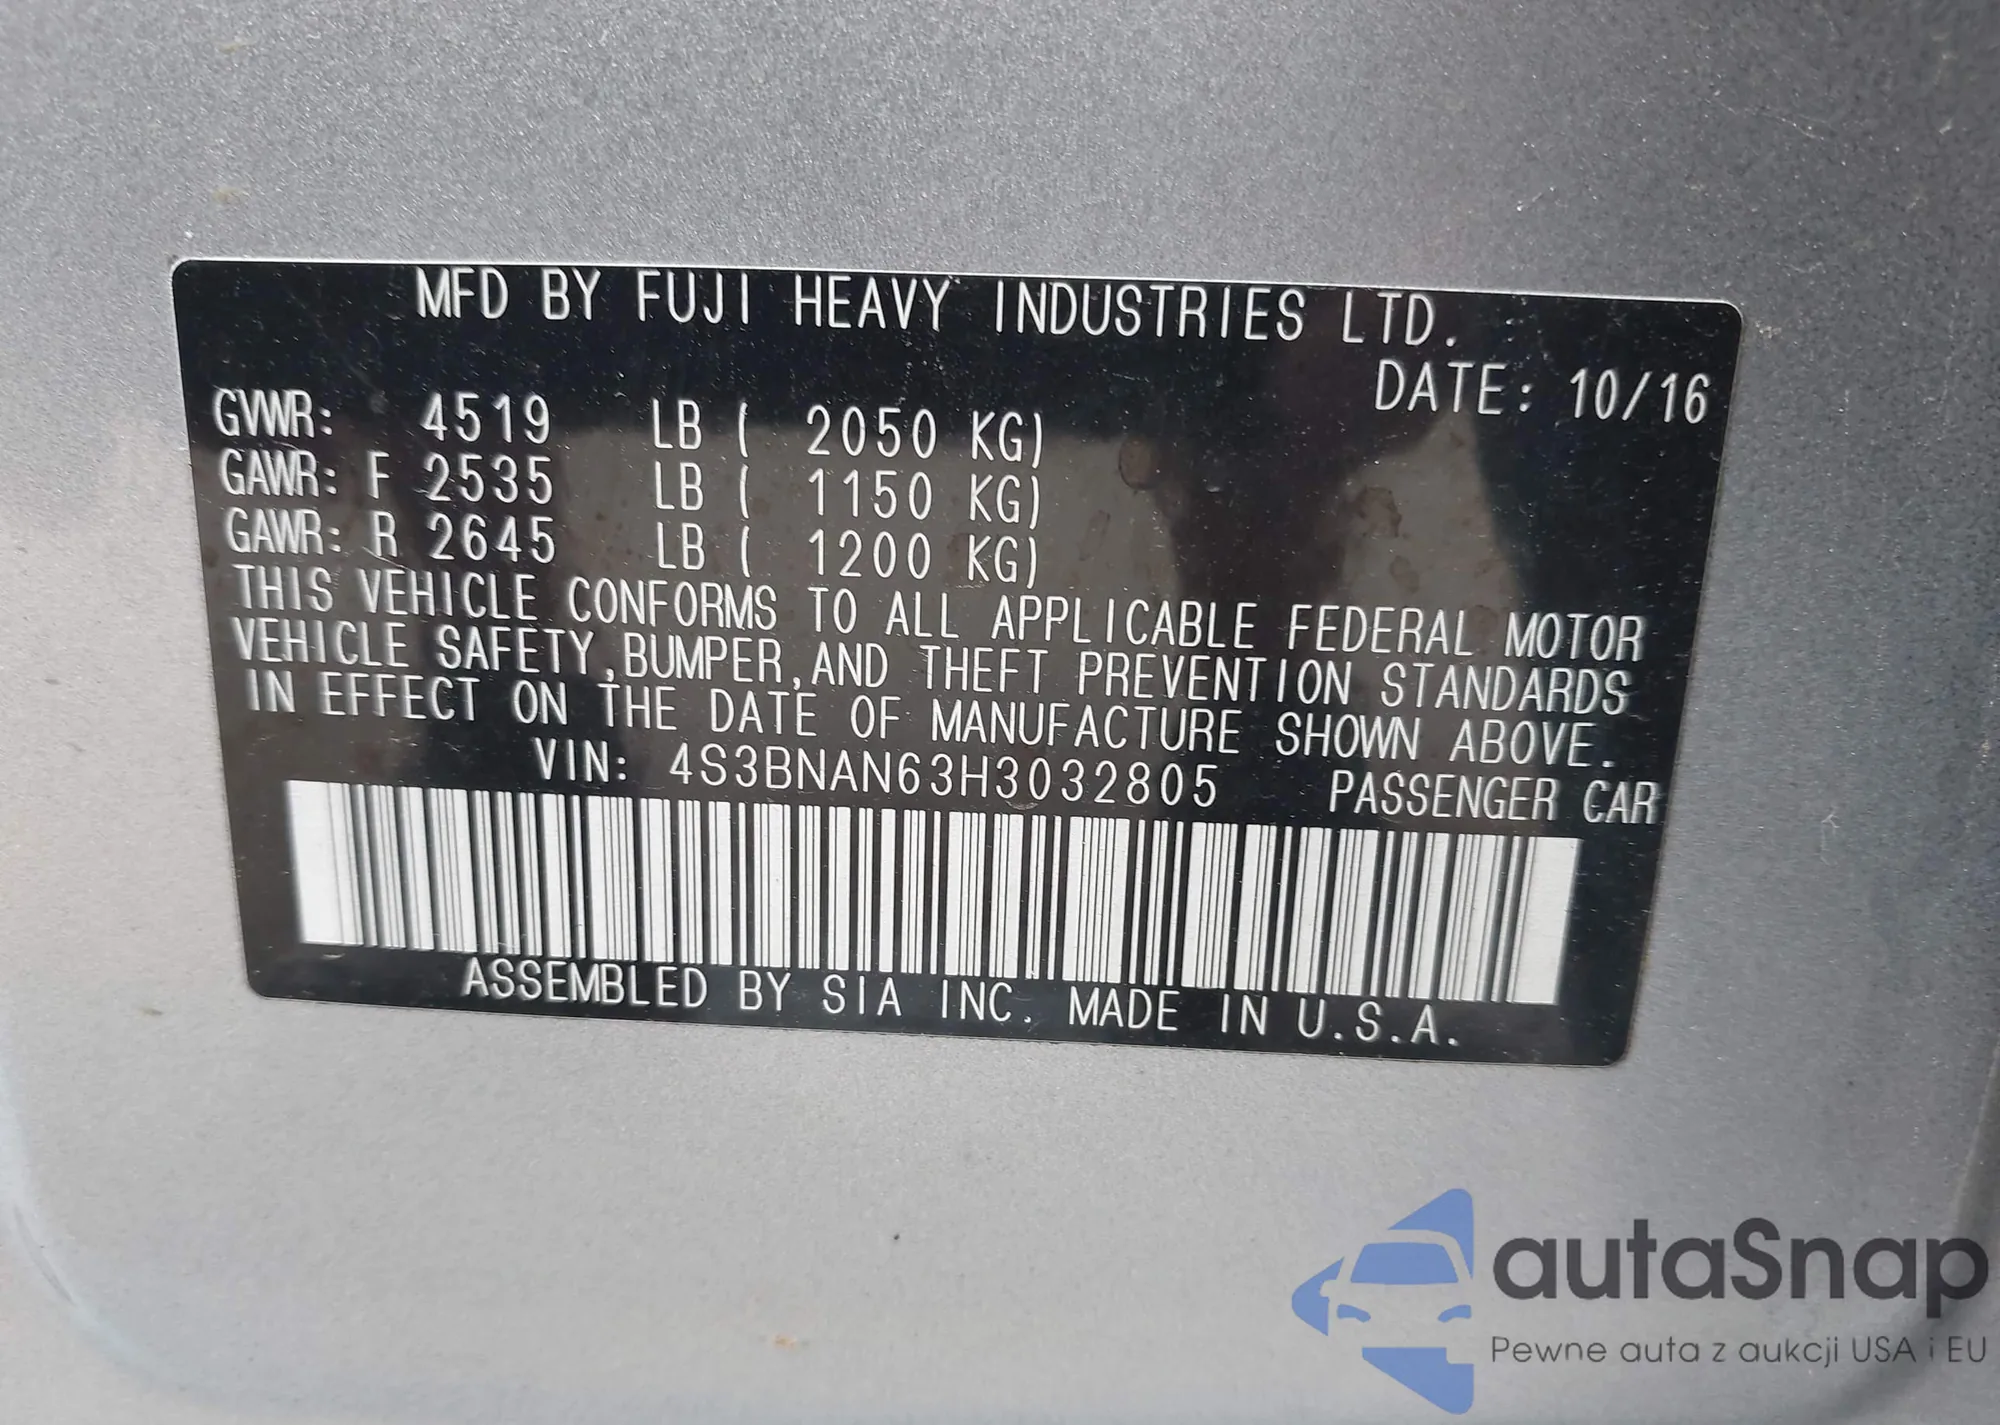 MFD BY FUJI HEAVY INDUSTRIES LTD.
DATE: 10/16
GVWR: 4519 LB ( 2050 KG)
GAWR: F 2535 LB ( 1150 KG)
GAWR: R 2645 LB ( 1200 KG)
THIS VEHICLE CONFORMS TO ALL APPLICABLE FEDERAL MOTOR
VEHICLE SAFETY,BUMPER,AND THEFT PREVENTION STANDARDS
IN EFFECT ON THE DATE OF MANUFACTURE SHOWN ABOVE.
VIN: 4S3BNAN63H3032805 PASSENGER CAR
ASSEMBLED BY SIA INC. MADE IN U.S.A.
autaSnap
Pewne auta z aukcji USA i EU